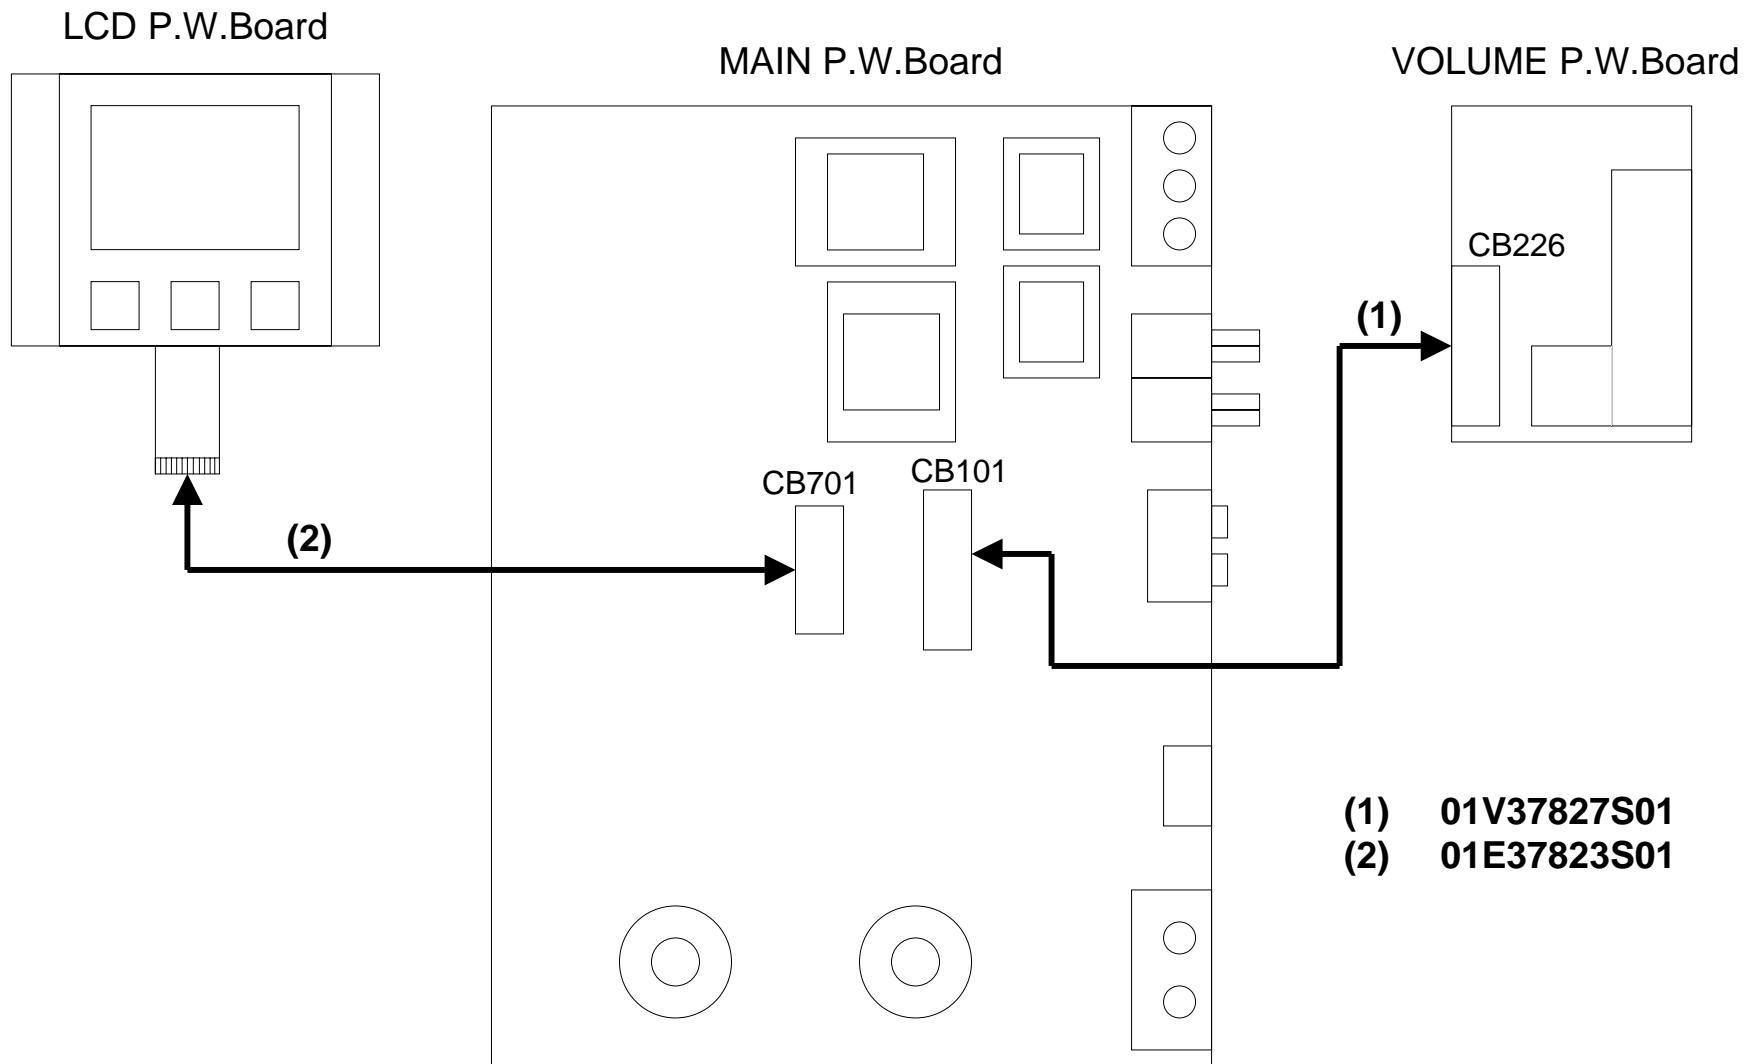 LCD P.W.Board
MAIN P.W.Board
VOLUME P.W.Board
CB226
(1)
CB701
CB101
(2)
(1) 01V37827S01
(2) 01E37823S01